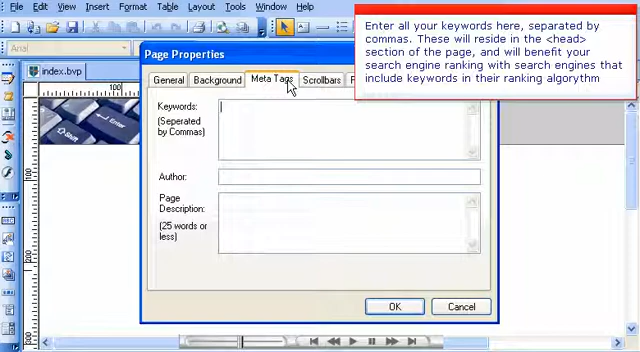 Edit View Insert Format Table Layout Tools Window Help
Enter all your keywords here, separated by
commas. These will reside in the <head>
section of the page, and will benefit your
search engine ranking with search engines that
include keywords in their ranking algorythm
Arial
Page Properties
index.bvp
General Background Meta Tags Scrollbars
100
Keywords:
(Seperated
by Commas)
Shift
Enter
Author:
Page
Description:
(25 words or
less)
OK Cancel